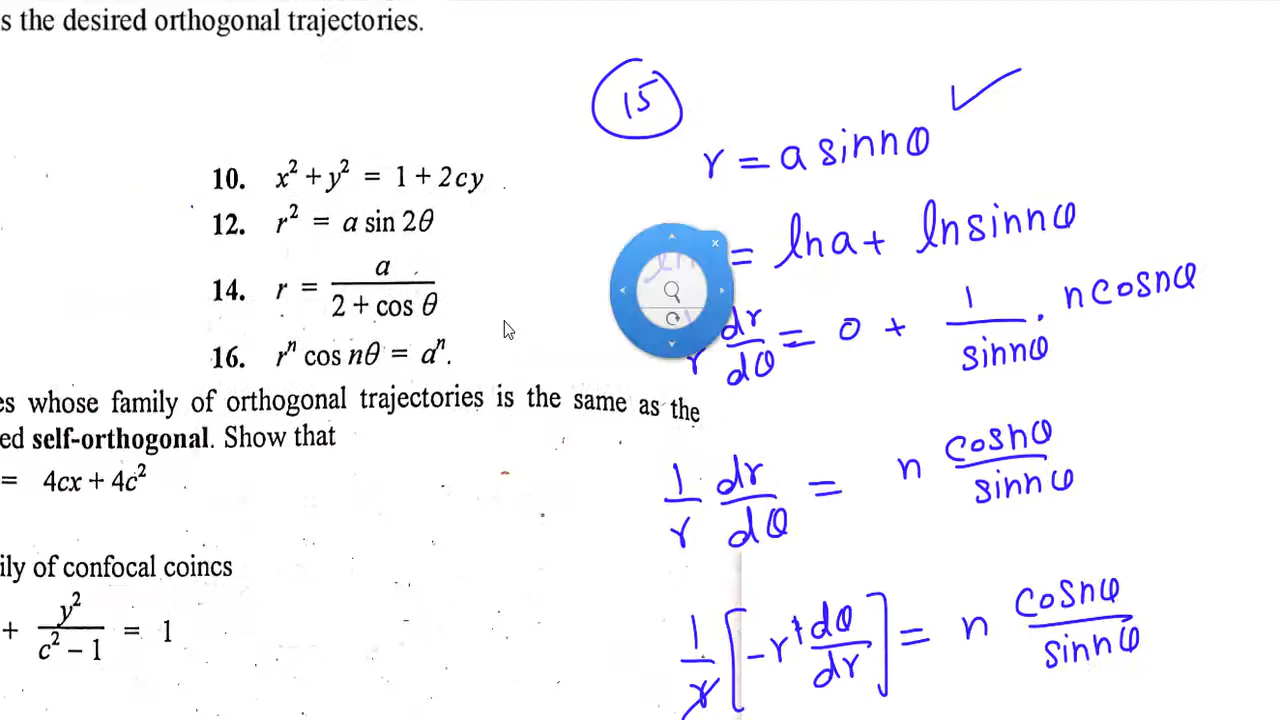 s the desired orthogonal trajectories.
15
r = a sin nθ
10. x² + y² = 1 + 2cy
12. r² = a sin 2θ
= ln a + ln sin nθ
14. r = a / (2 + cos θ)
r dr/dθ = 0 + 1/sin nθ . n cos nθ
16. rⁿ cos nθ = aⁿ.
es whose family of orthogonal trajectories is the same as the
ed self-orthogonal. Show that
= 4cx + 4c²
1/r dr/dθ = n cos nθ / sin nθ
ily of confocal coincs
+ y² / (c² − 1) = 1
1/r [−r² dθ/dr] = n cos nθ / sin nθ